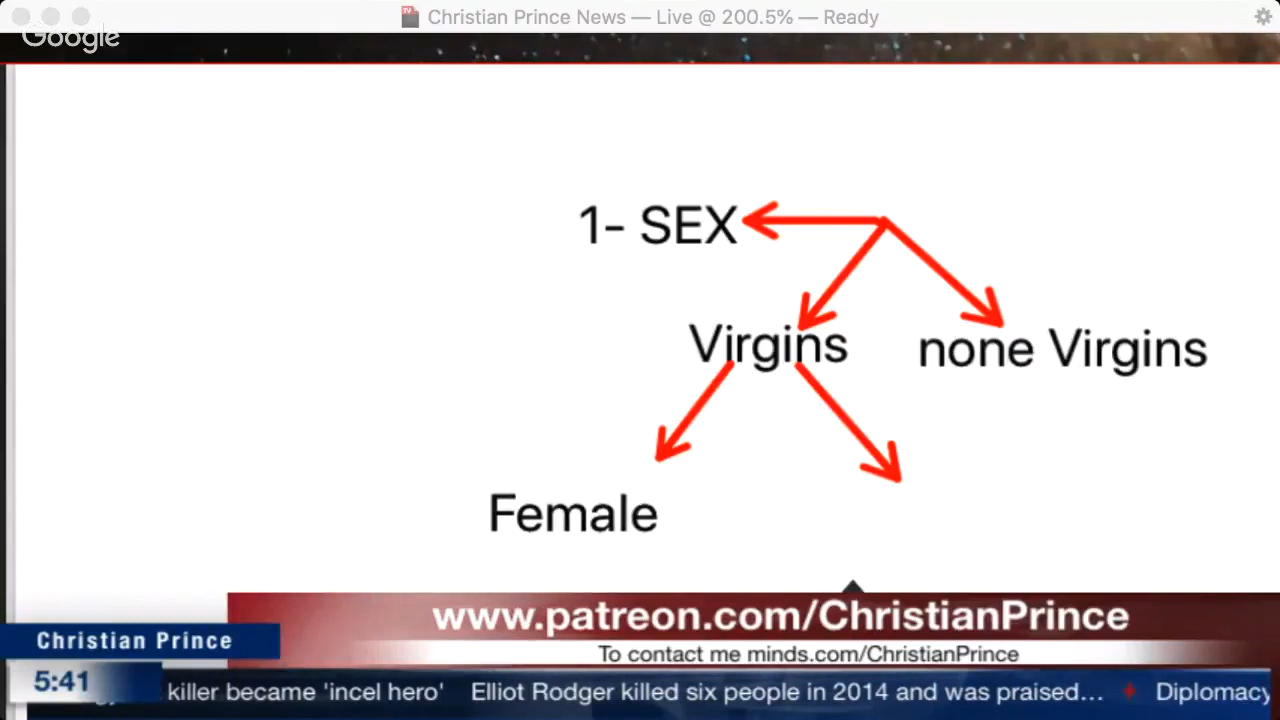 Christian Prince News — Live @ 200.5% — Ready
Google
1- SEX
Virgins
none Virgins
Female
www.patreon.com/ChristianPrince
Christian Prince
To contact me minds.com/ChristianPrince
5:41
killer became 'incel hero' Elliot Rodger killed six people in 2014 and was praised... Diplomacy